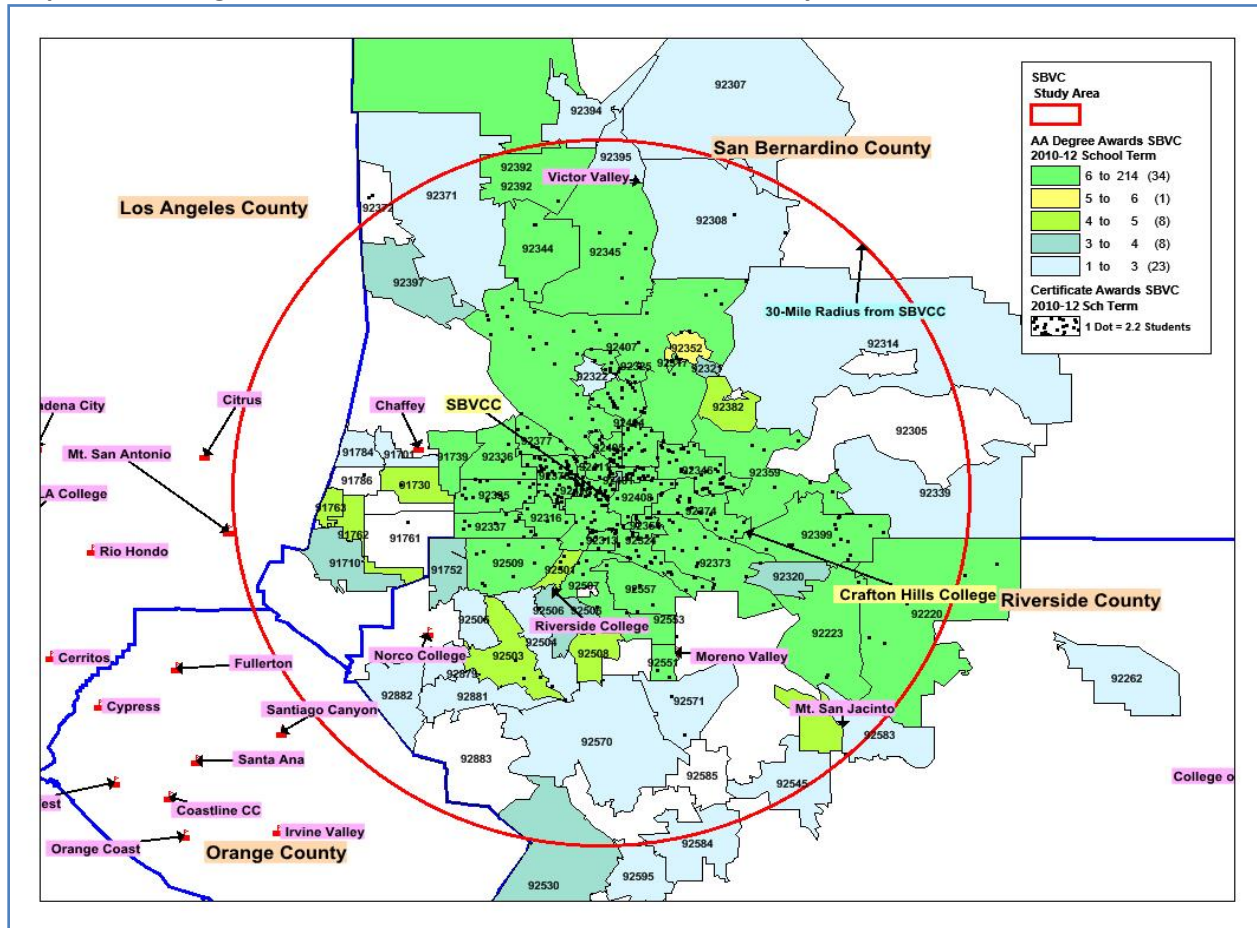 92307
92394
SBVC
Study Area
AA Degree Awards SBVC
2010-12 School Term
6 to 214 (34)
5 to 6 (1)
4 to 5 (8)
3 to 4 (8)
1 to 3 (23)
Certificate Awards SBVC
2010-12 Sch Term
1 Dot = 2.2 Students
San Bernardino County
92395
92392
92392
Victor Valley
92371
92372
Los Angeles County
92308
92344
92345
92397
30-Mile Radius from SBVCC
92407
92352
92325
92321
92322
92314
92382
92305
SBVCC
Chaffey
Citrus
dena City
Mt. San Antonio
LA College
91784
91701
91739
92336
92377
92346
92359
92339
91786
91730
92335
92408
92374
91763
91762
91761
92337
92316
92399
Rio Hondo
91710
91752
92509
92501
92313
92507
92557
92373
92320
Crafton Hills College
Riverside County
92220
92506
92508
Riverside College
92505
92504
92553
92223
Norco College
92503
92508
92551
Moreno Valley
Cerritos
Fullerton
92879
92882
92881
92571
92262
Cypress
Santiago Canyon
Mt. San Jacinto
92583
92570
Santa Ana
92883
92585
92545
College o
est
Coastline CC
Irvine Valley
Orange Coast
Orange County
92584
92530
92595